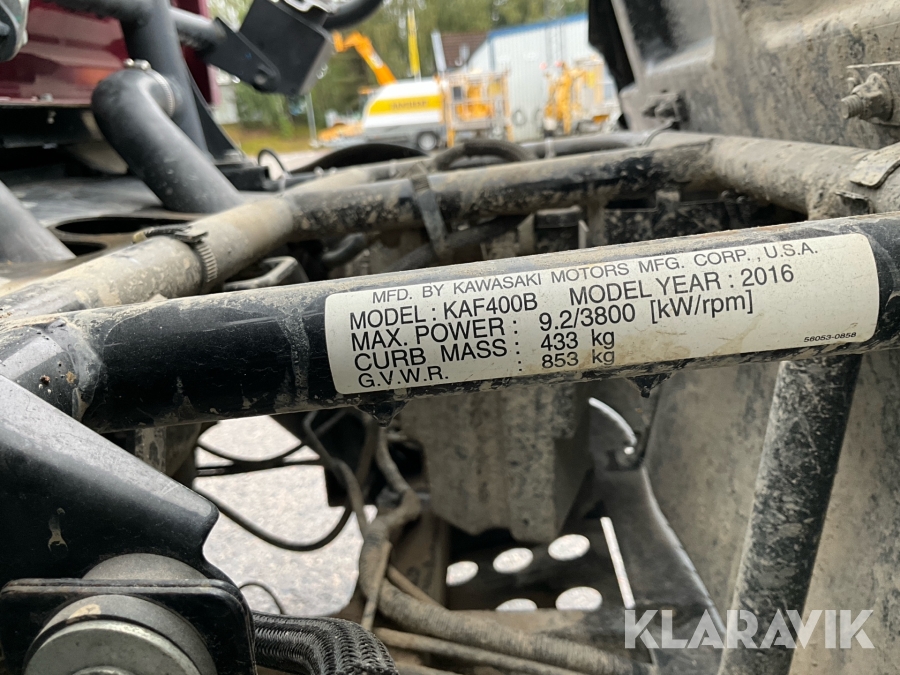 MFD. BY KAWASAKI MOTORS MFG. CORP., U.S.A.
MODEL : KAF400B MODEL YEAR : 2016
MAX. POWER : 9.2/3800 [kW/rpm]
CURB MASS : 433 kg
G.V.W.R. : 853 kg
56053-0858
KLARAVIK